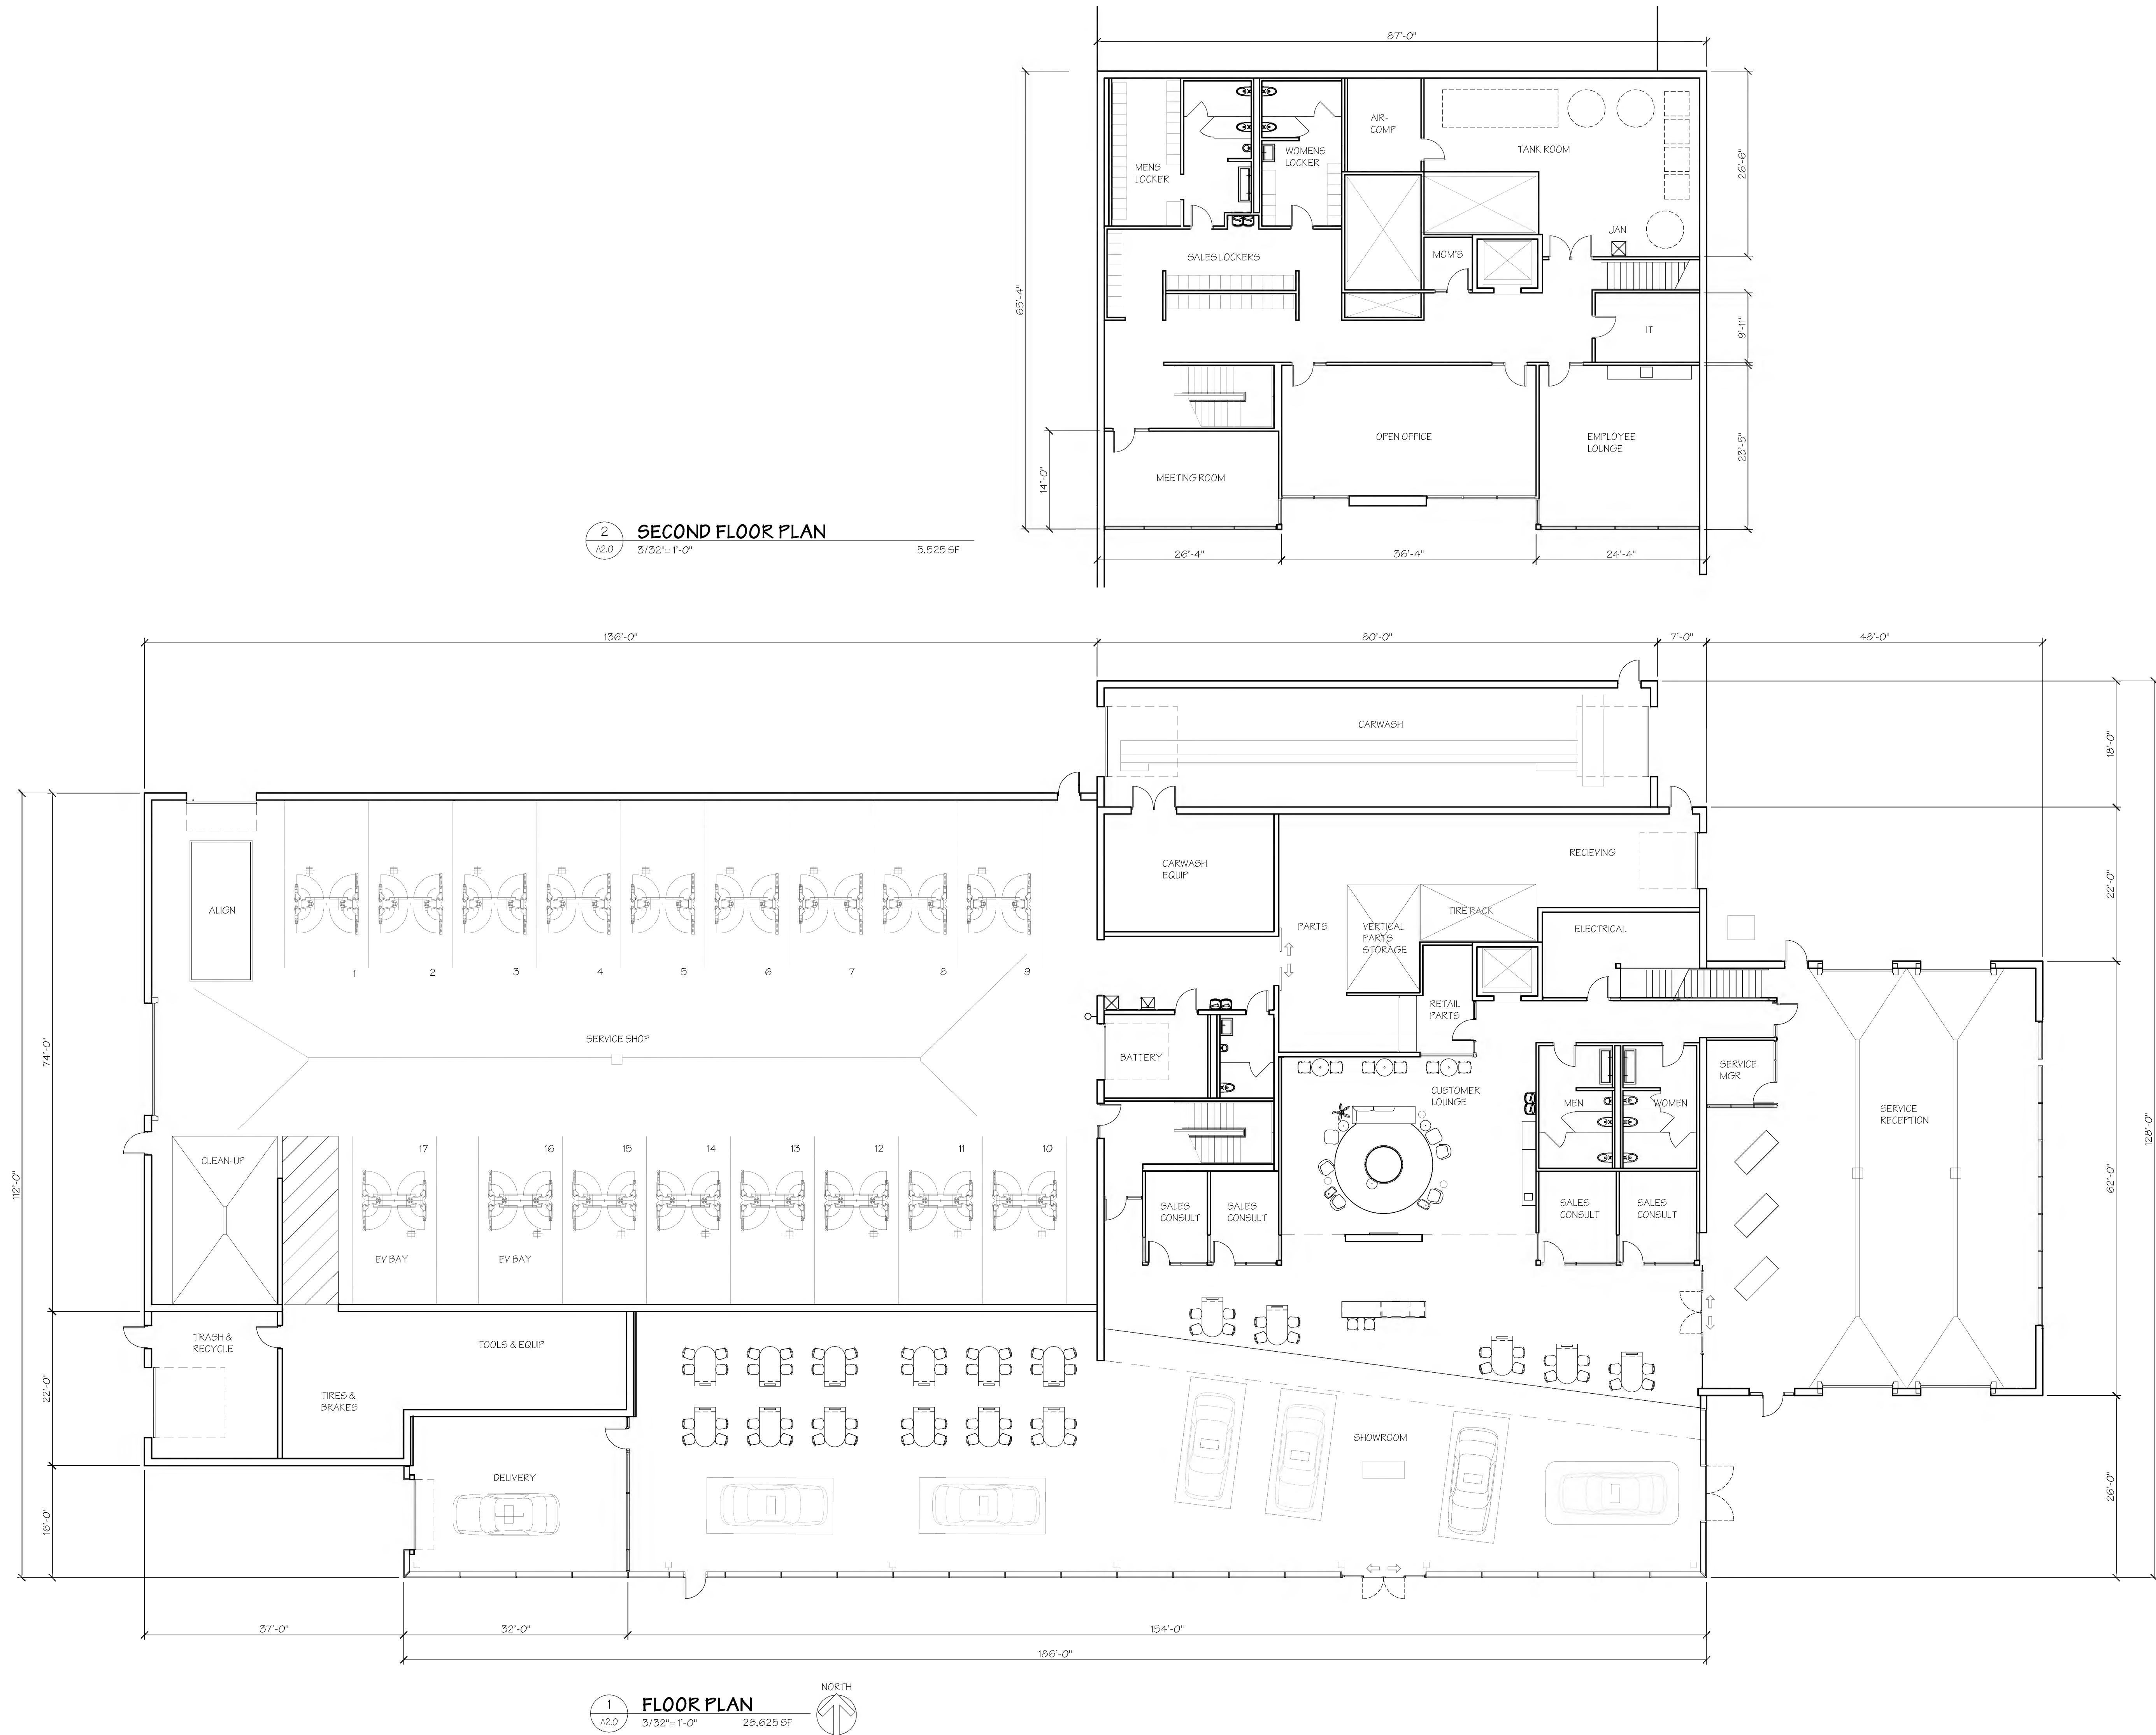 87'-0"
AIR-
COMP
TANK ROOM
WOMENS
LOCKER
MENS
LOCKER
26'-6"
JAN
MOM'S
SALES LOCKERS
65'-4"
IT
9'-11"
OPEN OFFICE
EMPLOYEE
LOUNGE
23'-5"
MEETING ROOM
14'-0"
2
A2.0
SECOND FLOOR PLAN
3/32"= 1'-0"
5,525 SF
26'-4"
36'-4"
24'-4"
136'-0"
80'-0"
7'-0"
48'-0"
CARWASH
18'-0"
RECIEVING
CARWASH
EQUIP
22'-0"
ALIGN
TIRE RACK
PARTS
VERTICAL
PARTS
STORAGE
ELECTRICAL
1
2
3
4
5
6
7
8
9
RETAIL
PARTS
SERVICE SHOP
BATTERY
74'-0"
SERVICE
MGR
CUSTOMER
LOUNGE
MEN
WOMEN
SERVICE
RECEPTION
128'-0"
17
16
15
14
13
12
11
10
CLEAN-UP
112'-0"
62'-0"
SALES
CONSULT
SALES
CONSULT
SALES
CONSULT
SALES
CONSULT
EV BAY
EV BAY
TRASH &
RECYCLE
TOOLS & EQUIP
22'-0"
TIRES &
BRAKES
SHOWROOM
DELIVERY
26'-0"
16'-0"
37'-0"
32'-0"
154'-0"
186'-0"
1
A2.0
FLOOR PLAN
3/32"= 1'-0"
28,625 SF
NORTH